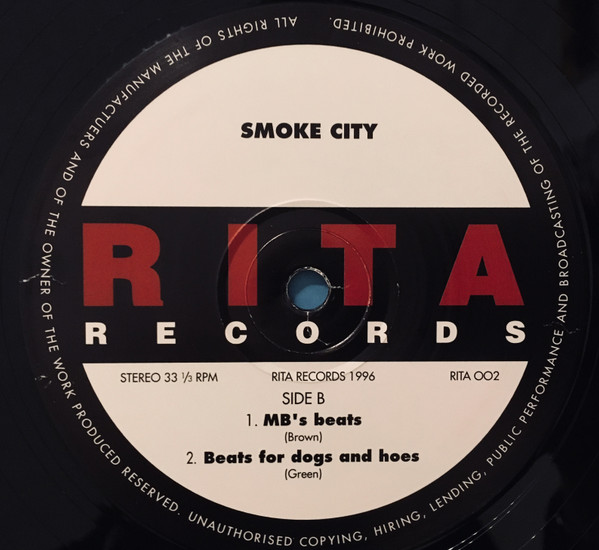 SMOKE CITY
RITA
RECORDS
STEREO 33 ⅓ RPM
RITA RECORDS 1996
RITA OO2
SIDE B
1. MB's beats
(Brown)
2. Beats for dogs and hoes
(Green)
ALL RIGHTS OF THE MANUFACTUERS AND OF THE OWNER OF THE WORK PRODUCED RESERVED. UNAUTHORISED COPYING, HIRING, LENDING, PUBLIC PERFORMANCE AND BROADCASTING OF THE RECORDED WORK PROHIBITED.